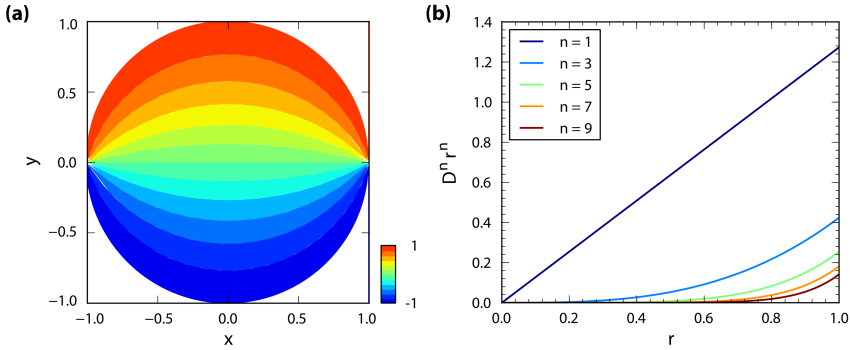 (a)
1.0
0.5
0.0
−0.5
−1.0
y
−1.0 −0.5 0.0 0.5 1.0
x
1
-1
(b)
1.4
1.2
1.0
0.8
0.6
0.4
0.2
0.0
Dⁿ rⁿ
n = 1
n = 3
n = 5
n = 7
n = 9
0.0 0.2 0.4 0.6 0.8 1.0
r